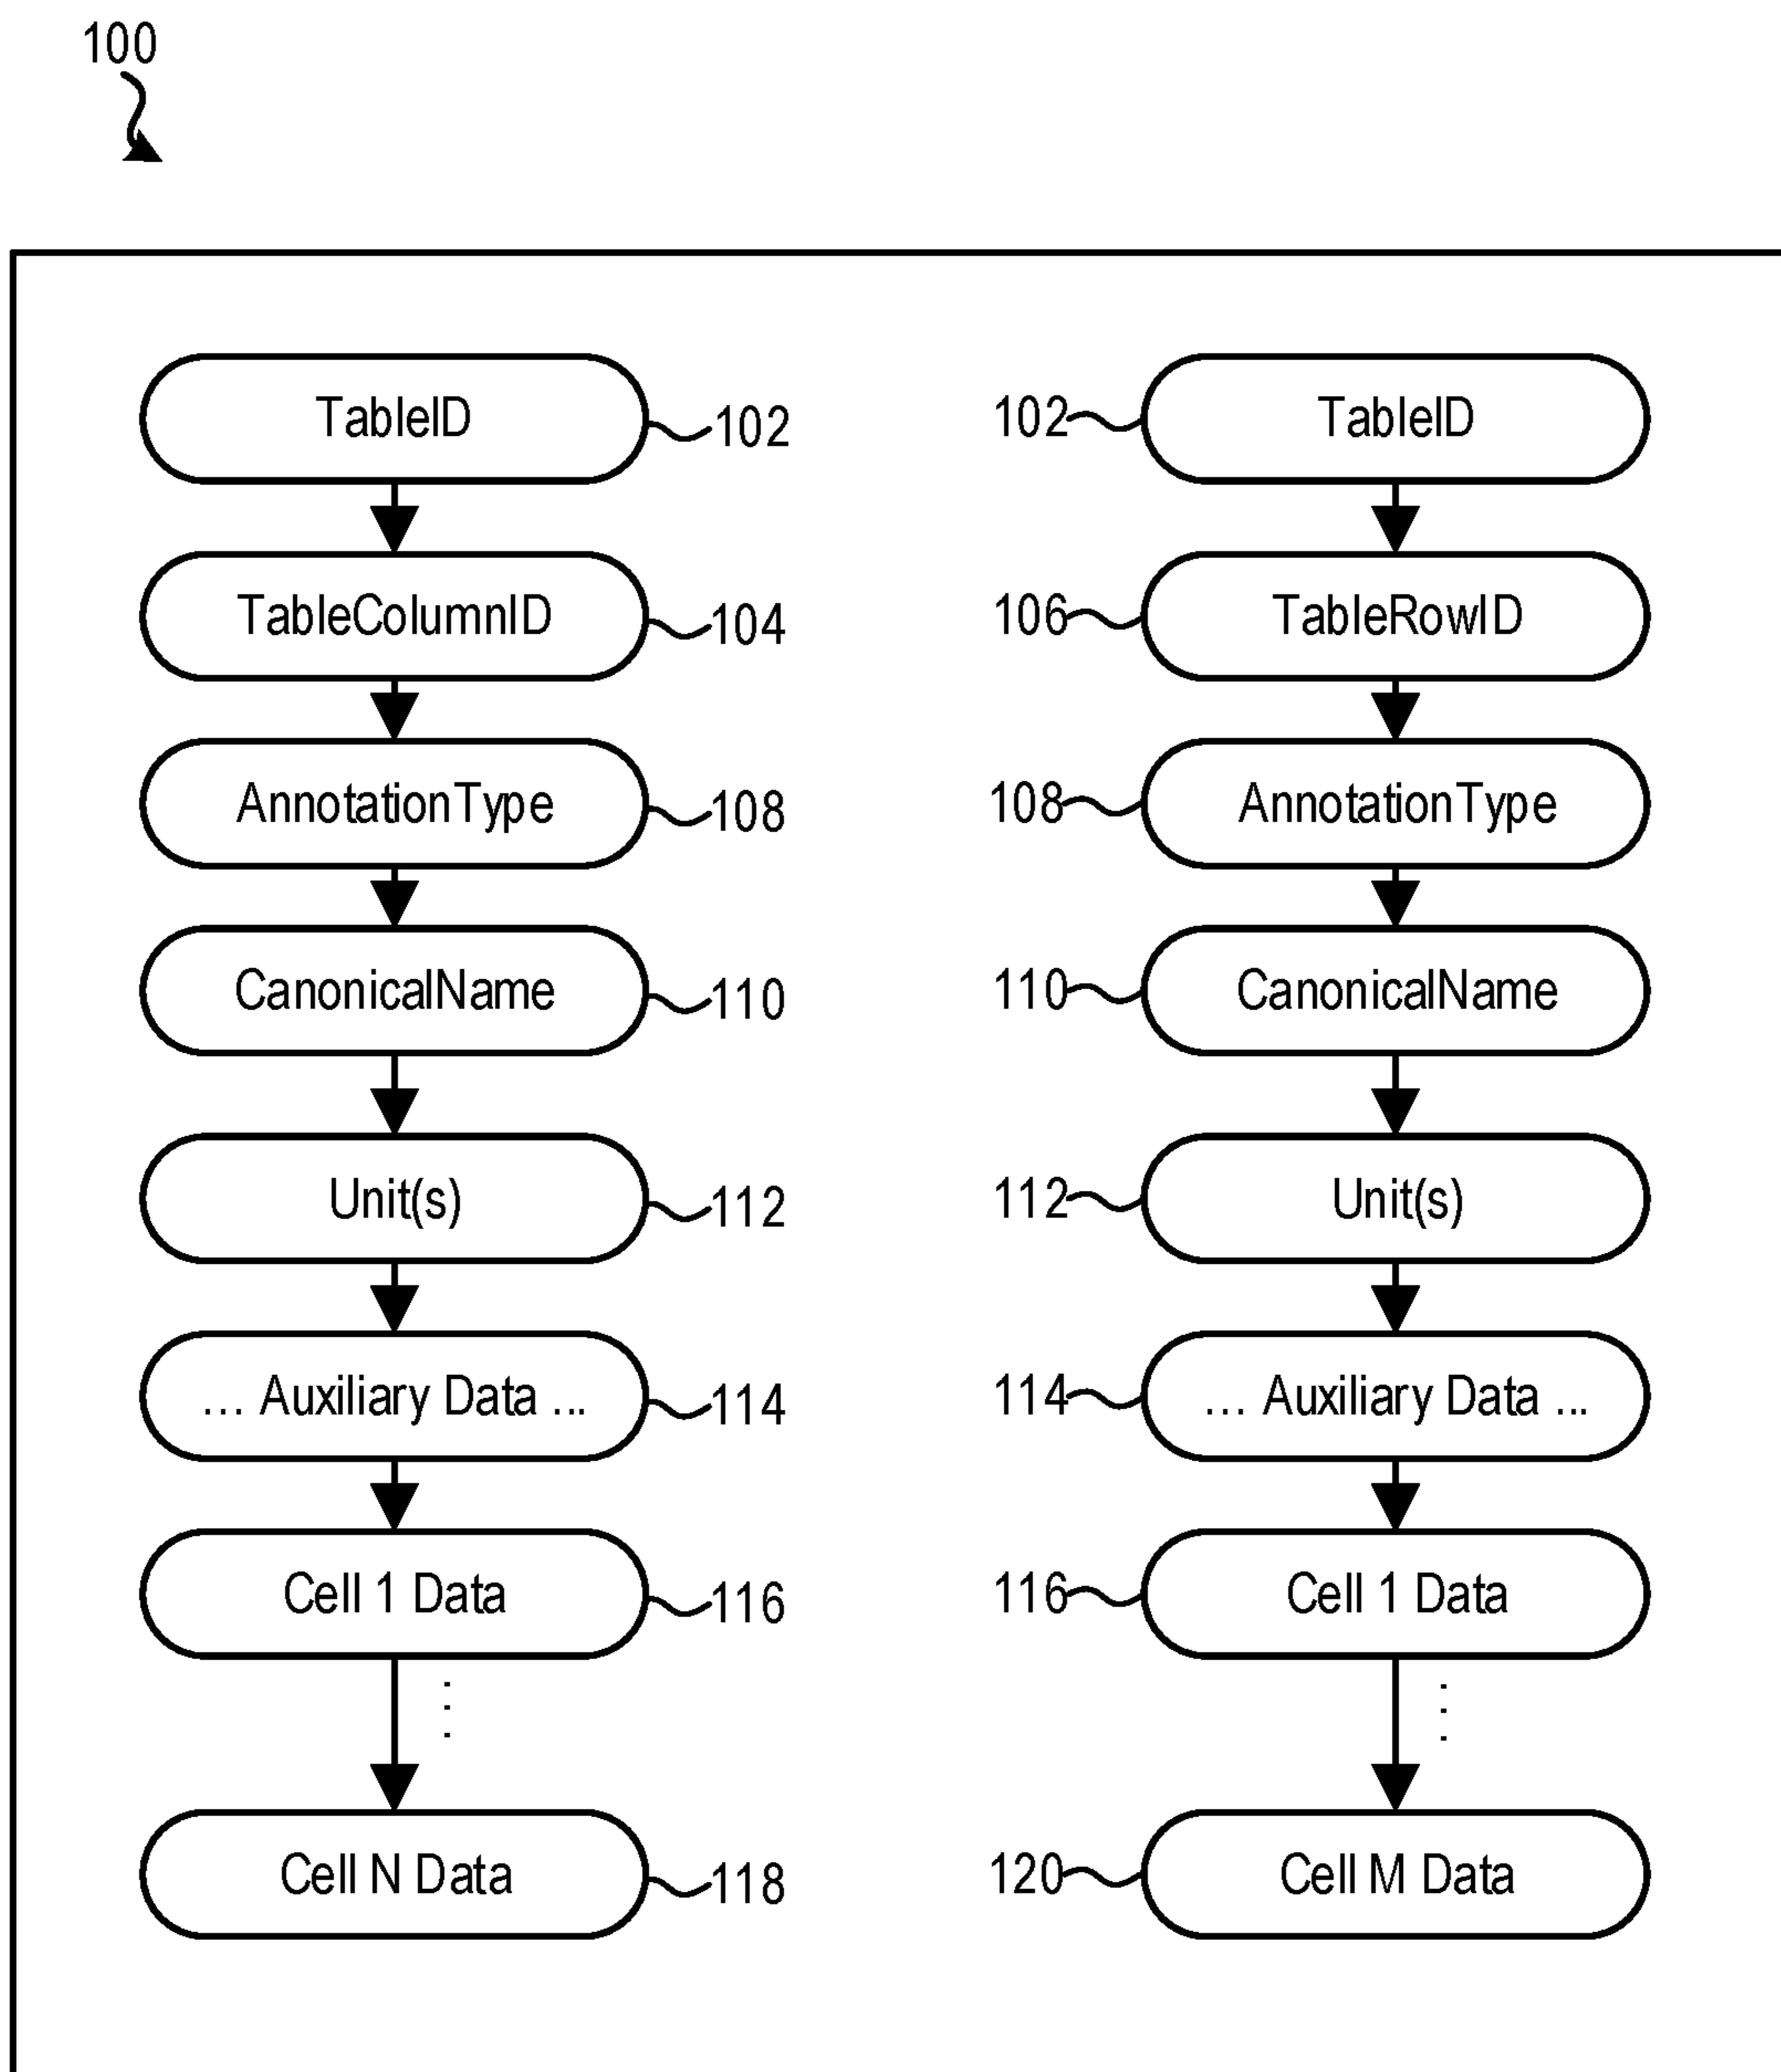 100
TableID 102
102 TableID
TableColumnID 104
106 TableRowID
AnnotationType 108
108 AnnotationType
CanonicalName 110
110 CanonicalName
Unit(s) 112
112 Unit(s)
... Auxiliary Data ... 114
114 ... Auxiliary Data ...
Cell 1 Data 116
116 Cell 1 Data
Cell N Data 118
120 Cell M Data